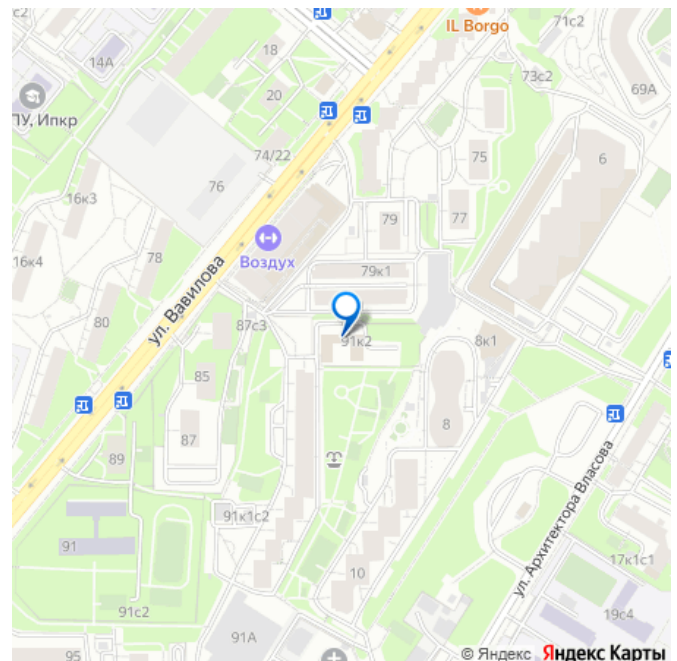 IL Borgo
71с2
14А
18
20
73с2
69А
ПУ, Ипкр
74/22
75
6
76
16к3
79
77
Воздух
78
16к4
79к1
ул. Вавилова
80
87с3
91к2
8к1
85
87
8
89
ул. Архитектора Власова
91к1с2
91
10
17к1с1
91с2
91А
19с4
95
© Яндекс Яндекс Карты